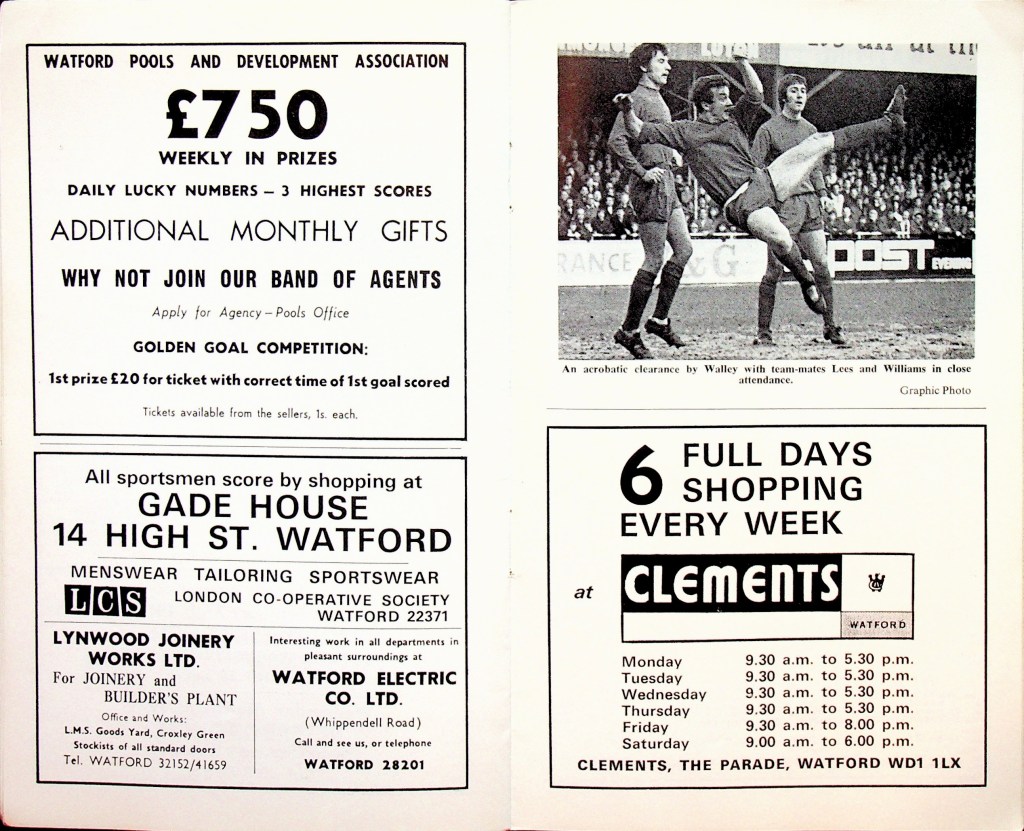 WATFORD POOLS AND DEVELOPMENT ASSOCIATION
£750
WEEKLY IN PRIZES
DAILY LUCKY NUMBERS – 3 HIGHEST SCORES
ADDITIONAL MONTHLY GIFTS
WHY NOT JOIN OUR BAND OF AGENTS
Apply for Agency – Pools Office
GOLDEN GOAL COMPETITION:
1st prize £20 for ticket with correct time of 1st goal scored
Tickets available from the sellers, 1s. each.
All sportsmen score by shopping at
GADE HOUSE
14 HIGH ST. WATFORD
MENSWEAR TAILORING SPORTSWEAR
LCS
LONDON CO-OPERATIVE SOCIETY
WATFORD 22371
LYNWOOD JOINERY
WORKS LTD.
For JOINERY and
BUILDER'S PLANT
Office and Works:
L.M.S. Goods Yard, Croxley Green
Stockists of all standard doors
Tel. WATFORD 32152/41659
Interesting work in all departments in
pleasant surroundings at
WATFORD ELECTRIC
CO. LTD.
(Whippendell Road)
Call and see us, or telephone
WATFORD 28201
RANCE
& G
POST
EVENING
An acrobatic clearance by Walley with team-mates Lees and Williams in close
attendance.
Graphic Photo
6 FULL DAYS
SHOPPING
EVERY WEEK
at
CLEMENTS
WATFORD
Monday 9.30 a.m. to 5.30 p.m.
Tuesday 9.30 a.m. to 5.30 p.m.
Wednesday 9.30 a.m. to 5.30 p.m.
Thursday 9.30 a.m. to 5.30 p.m.
Friday 9.30 a.m. to 8.00 p.m.
Saturday 9.00 a.m. to 6.00 p.m.
CLEMENTS, THE PARADE, WATFORD WD1 1LX